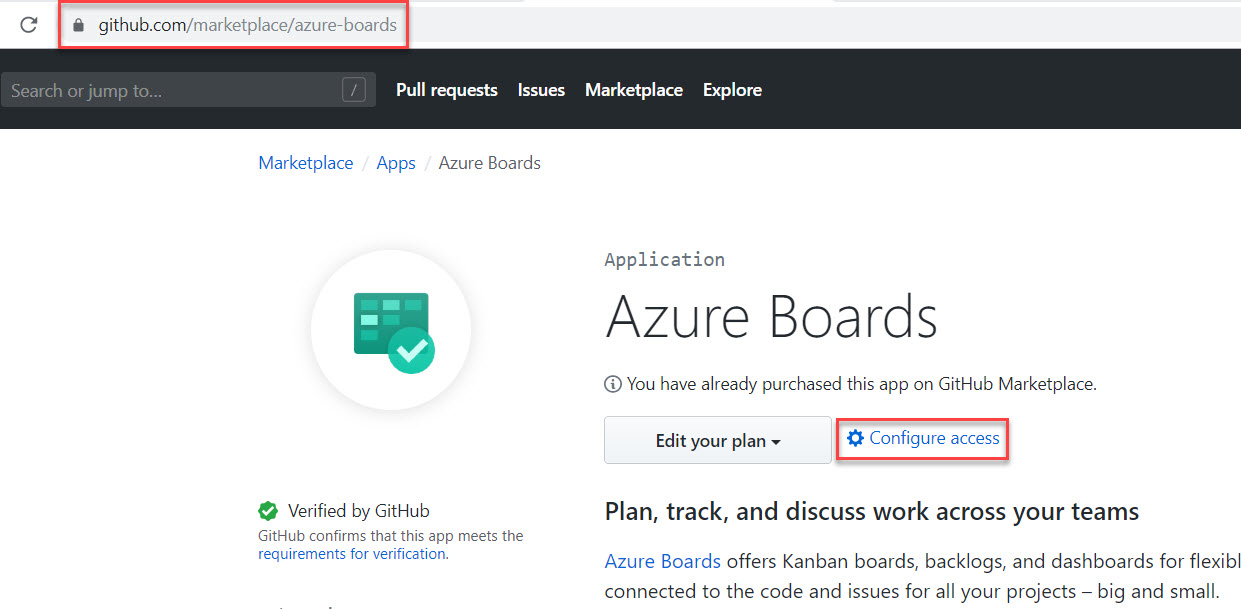 github.com/marketplace/azure-boards
Search or jump to...
/
Pull requests Issues Marketplace Explore
Marketplace / Apps / Azure Boards
Application
Azure Boards
You have already purchased this app on GitHub Marketplace.
Edit your plan
Configure access
Verified by GitHub
GitHub confirms that this app meets the
requirements for verification.
Plan, track, and discuss work across your teams
Azure Boards offers Kanban boards, backlogs, and dashboards for flexibl
connected to the code and issues for all your projects – big and small.